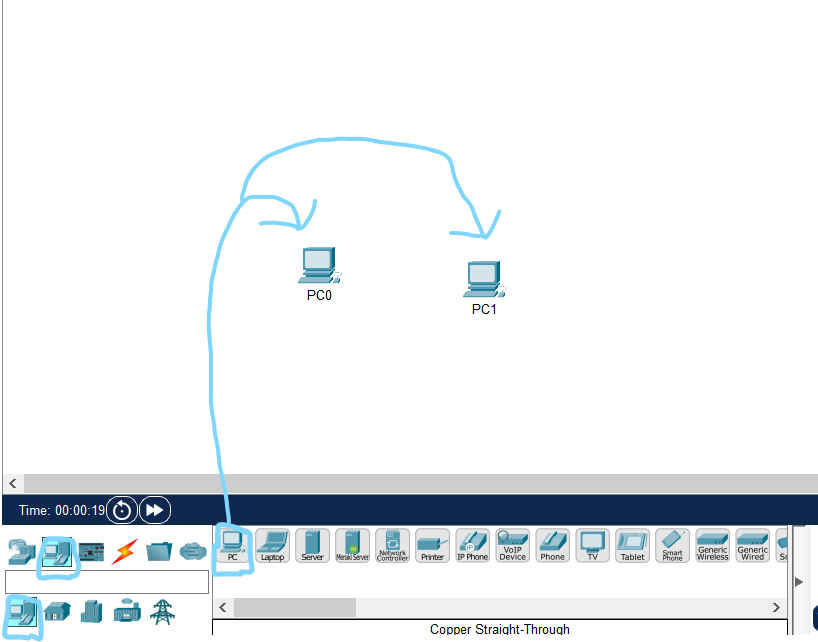 PC0
PC1
Time: 00:00:19
PC
Laptop
Server
Meraki Server
Network
Controller
Printer
IP
IP Phone
VoIP
Device
Phone
TV
Tablet
Smart
Phone
Generic
Wireless
Generic
Wired
Copper Straight-Through